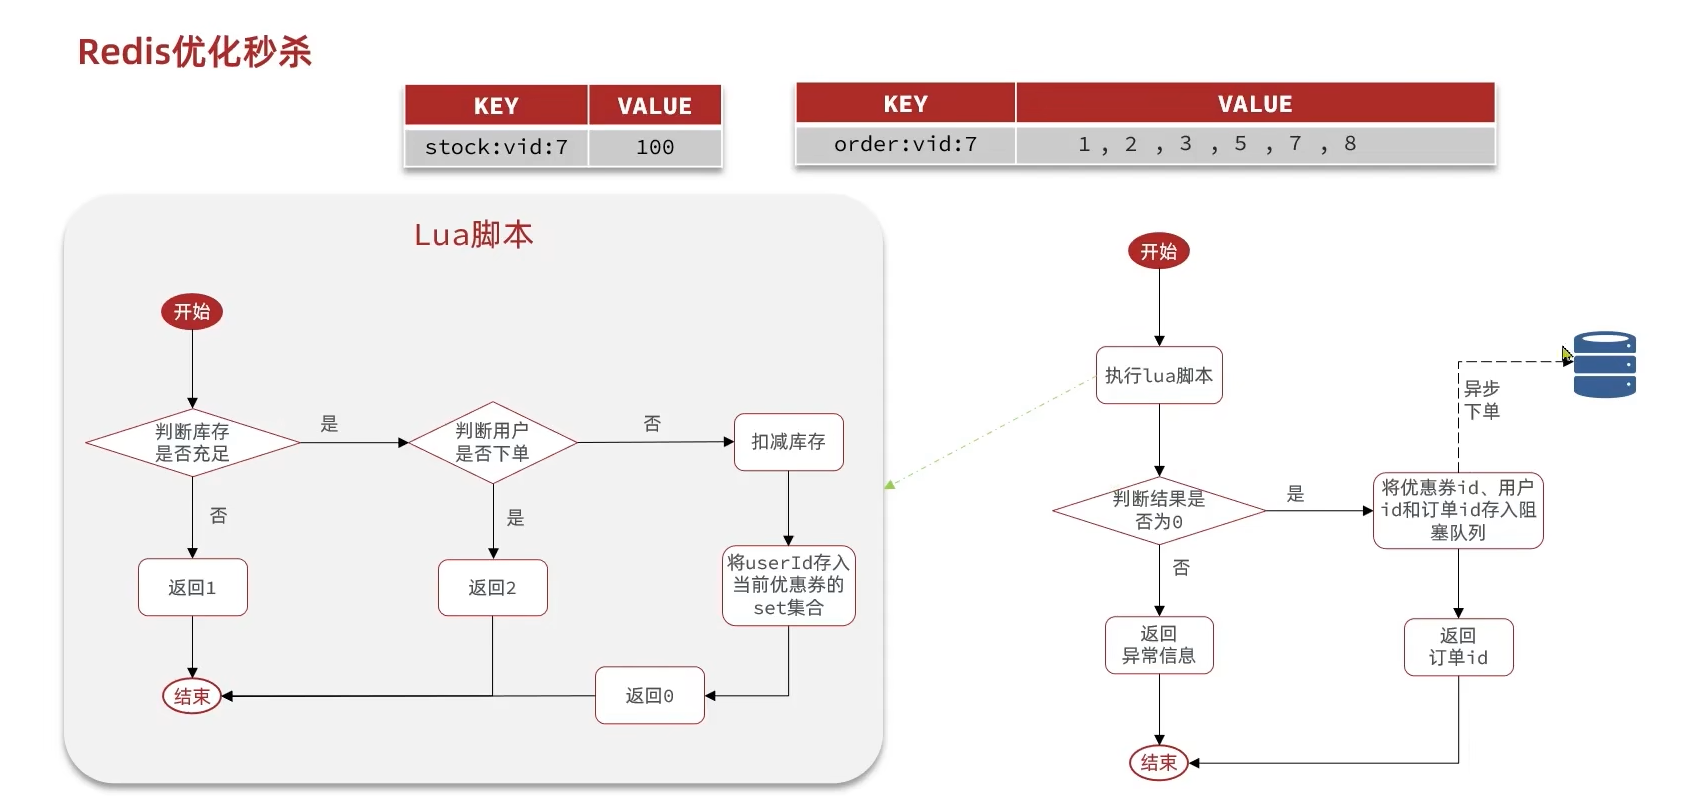 Redis优化秒杀
KEY VALUE
stock:vid:7 100
KEY VALUE
order:vid:7 1 , 2 , 3 , 5 , 7 , 8
Lua脚本
开始
判断库存
是否充足
是
判断用户
是否下单
否
扣减库存
否
是
返回1
返回2
将userId存入
当前优惠券的
set集合
返回0
结束
开始
执行lua脚本
判断结果是
否为0
是
将优惠券id、用户
id和订单id存入阻
塞队列
异步
下单
否
返回
异常信息
返回
订单id
结束